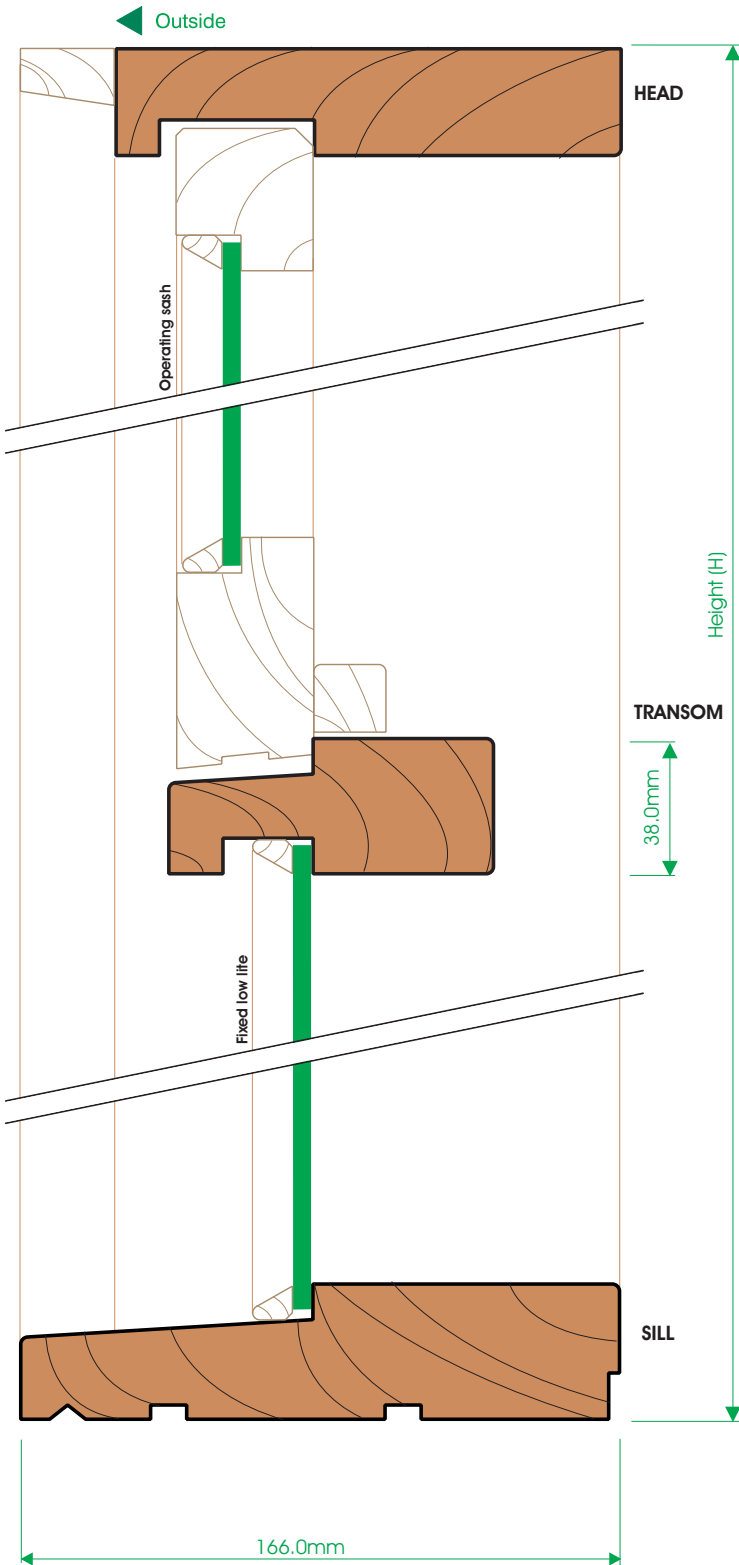 Outside
HEAD
Operating sash
Height (H)
TRANSOM
38.0mm
Fixed low lite
SILL
166.0mm